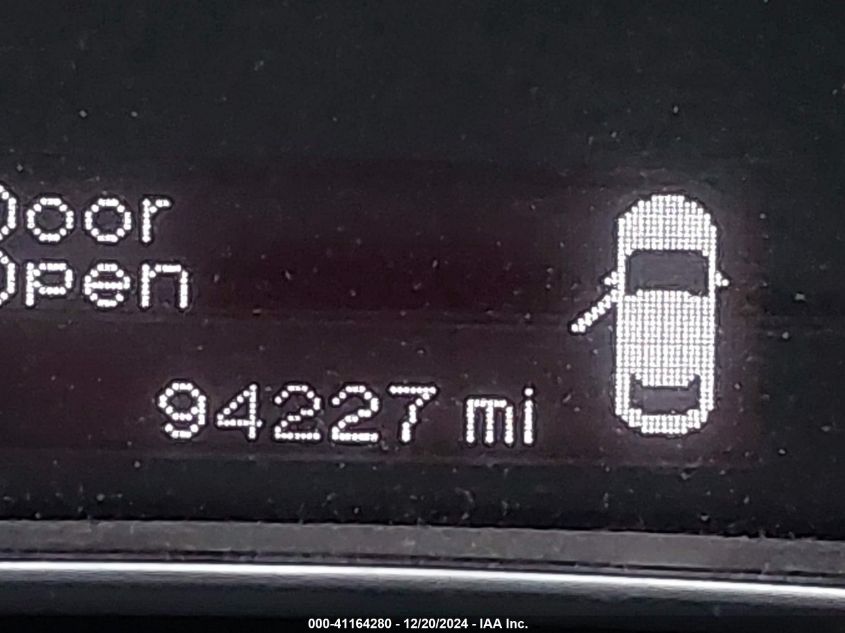 Door
Open
94227 mi
000-41164280 - 12/20/2024 - IAA Inc.